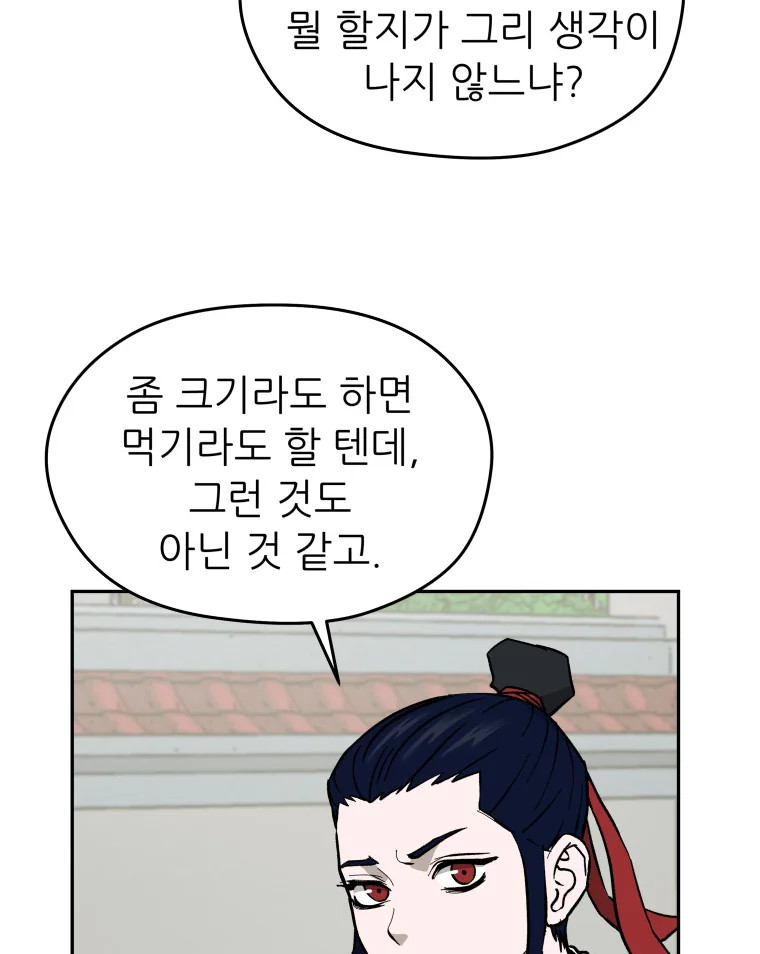 뭘 할지가 그리 생각이
나지 않느냐?
좀 크기라도 하면
먹기라도 할 텐데,
그런 것도
아닌 것 같고.